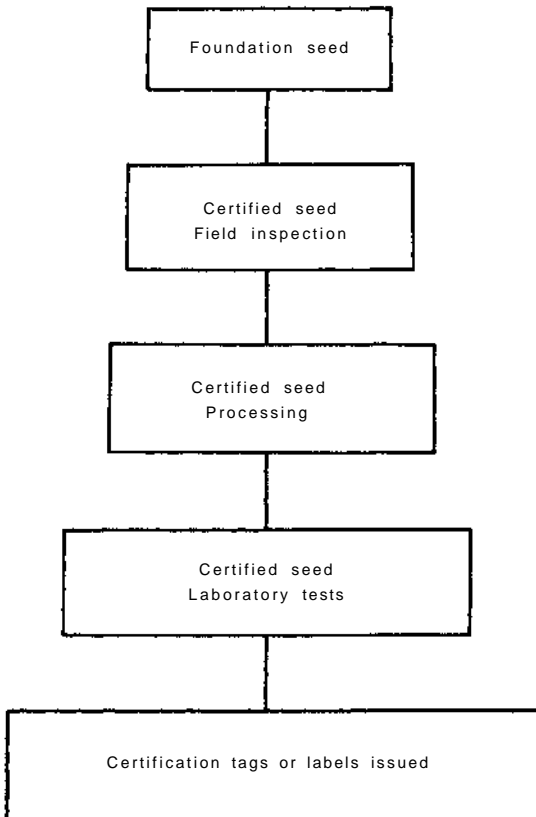 Foundation seed
Certified seed
Field inspection
Certified seed
Processing
Certified seed
Laboratory tests
Certification tags or labels issued